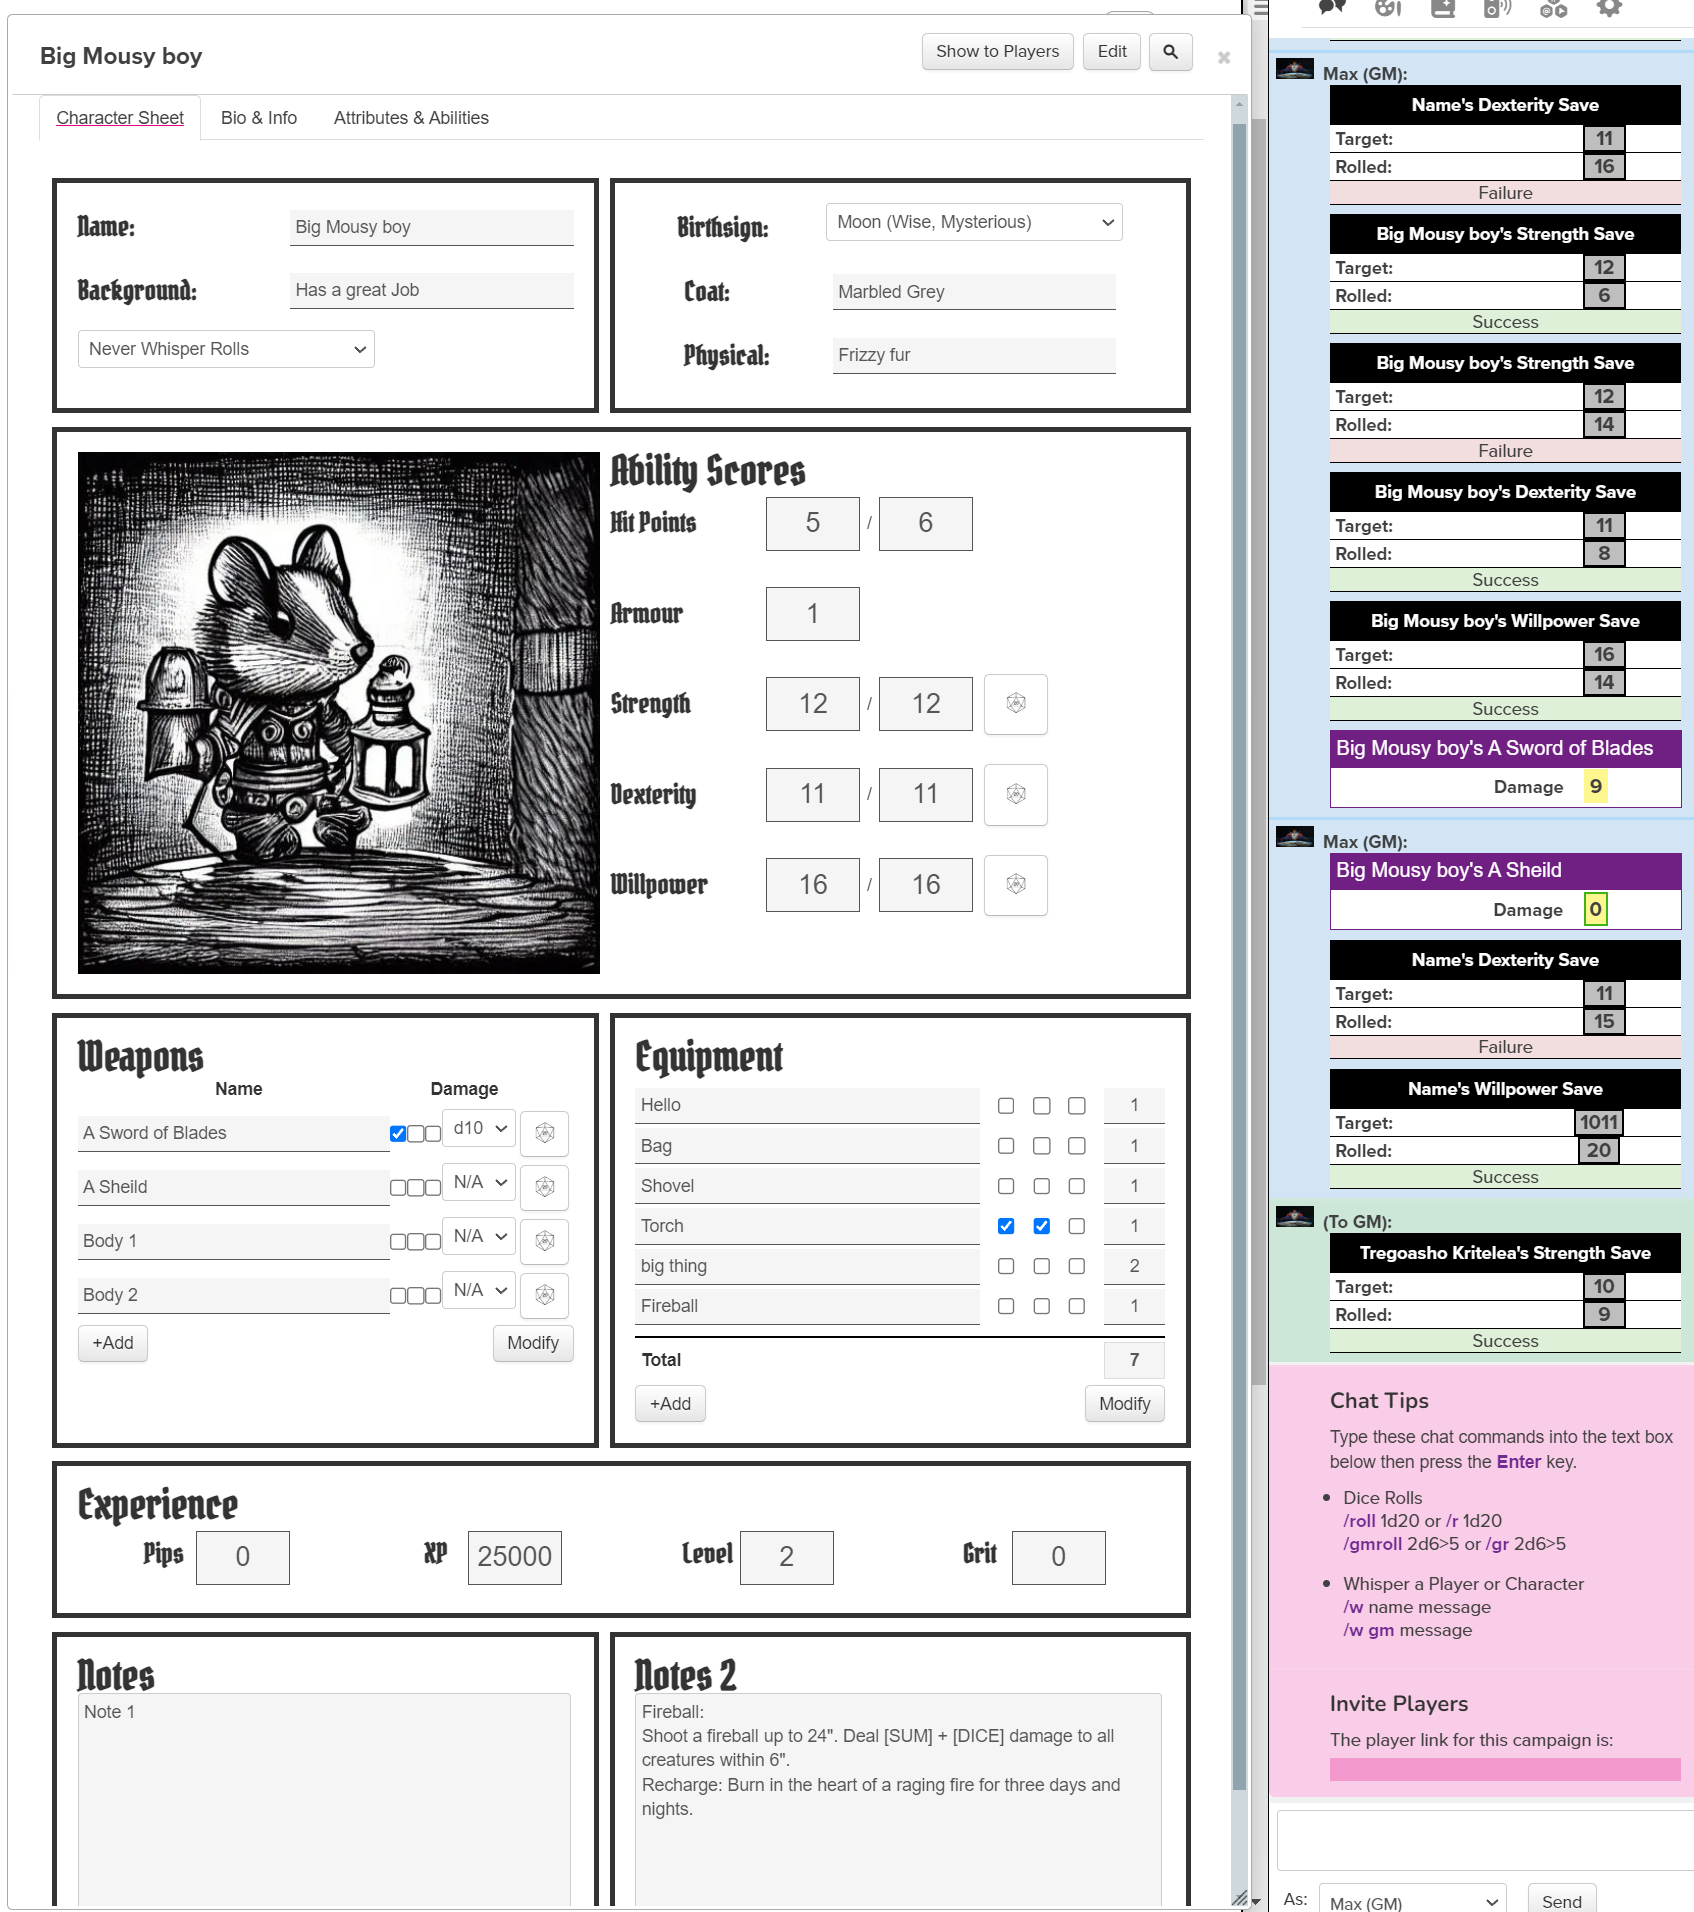 Big Mousy boy
Show to Players
Edit
Character Sheet
Bio & Info
Attributes & Abilities
Name:
Big Mousy boy
Background:
Has a great Job
Never Whisper Rolls
Birthsign:
Moon (Wise, Mysterious)
Coat:
Marbled Grey
Physical:
Frizzy fur
Ability Scores
Hit Points 5 / 6
Armour 1
Strength 12 / 12
Dexterity 11 / 11
Willpower 16 / 16
Weapons
Name Damage
A Sword of Blades d10
A Sheild N/A
Body 1 N/A
Body 2 N/A
+Add Modify
Equipment
Hello 1
Bag 1
Shovel 1
Torch 1
big thing 2
Fireball 1
Total 7
+Add Modify
Experience
Pips 0 XP 25000 Level 2 Grit 0
Notes
Note 1
Notes 2
Fireball:
Shoot a fireball up to 24". Deal [SUM] + [DICE] damage to all
creatures within 6".
Recharge: Burn in the heart of a raging fire for three days and
nights.
Max (GM):
Name's Dexterity Save
Target: 11
Rolled: 16
Failure
Big Mousy boy's Strength Save
Target: 12
Rolled: 6
Success
Big Mousy boy's Strength Save
Target: 12
Rolled: 14
Failure
Big Mousy boy's Dexterity Save
Target: 11
Rolled: 8
Success
Big Mousy boy's Willpower Save
Target: 16
Rolled: 14
Success
Big Mousy boy's A Sword of Blades
Damage 9
Max (GM):
Big Mousy boy's A Sheild
Damage 0
Name's Dexterity Save
Target: 11
Rolled: 15
Failure
Name's Willpower Save
Target: 1011
Rolled: 20
Success
(To GM):
Tregoasho Kritelea's Strength Save
Target: 10
Rolled: 9
Success
Chat Tips
Type these chat commands into the text box
below then press the Enter key.
• Dice Rolls
/roll 1d20 or /r 1d20
/gmroll 2d6>5 or /gr 2d6>5
• Whisper a Player or Character
/w name message
/w gm message
Invite Players
The player link for this campaign is:
As: Max (GM) Send